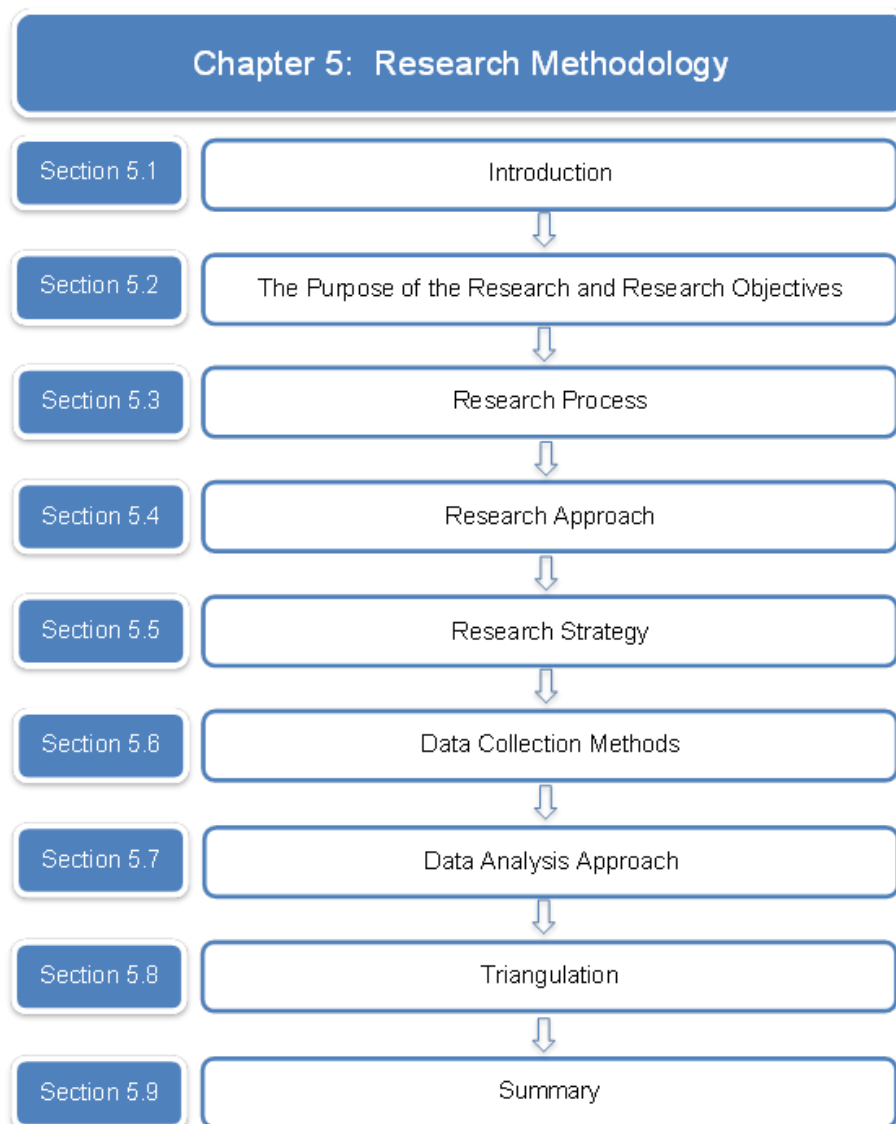 Chapter 5: Research Methodology
Section 5.1
Introduction
Section 5.2
The Purpose of the Research and Research Objectives
Section 5.3
Research Process
Section 5.4
Research Approach
Section 5.5
Research Strategy
Section 5.6
Data Collection Methods
Section 5.7
Data Analysis Approach
Section 5.8
Triangulation
Section 5.9
Summary